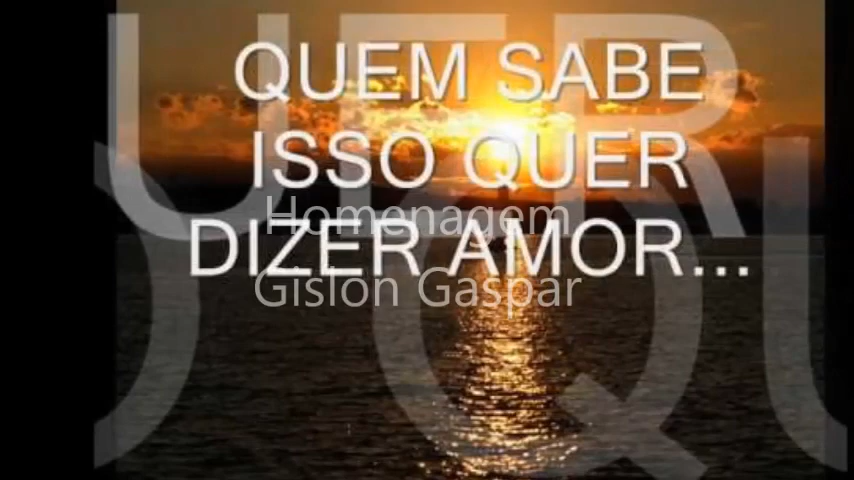 QUEM SABE
ISSO QUER
Homenagem
DIZER AMOR...
Gislon Gaspar